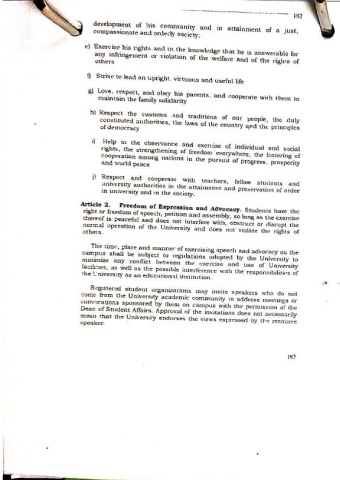 187
development of his community and in attainment of a just,
compassionate and orderly society;
e) Exercise his rights and in the knowledge that he is answerable for
any infringement or violation of the welfare and of the rights of
others
f) Strive to lead an upright, virtuous and useful life
g) Love, respect, and obey his parents, and cooperate with them to
maintain the family solidarity
h) Respect the customs and traditions of our people, the duly
constituted authorities, the laws of the country and the principles
of democracy
i) Help in the observance and exercise of individual and social
rights, the strengthening of freedom everywhere, the fostering of
cooperation among nations in the pursuit of progress, prosperity
and world peace
j) Respect and cooperate with teachers, fellow students and
university authorities in the attainment and preservation of order
in university and in the society.
Article 2. Freedom of Expression and Advocacy. Students have the
right or freedom of speech, petition and assembly, so long as the exercise
thereof is peaceful and does not interfere with, obstruct or disrupt the
normal operation of the University and does not violate the rights of
others.
The time, place and manner of exercising speech and advocacy on the
campus shall be subject to regulations adopted by the University to
minimize any conflict between the exercise and use of University
facilities, as well as the possible interference with the responsibilities of
the University as an educational institution.
Registered student organizations may invite speakers who do not
come from the University academic community to address meetings or
convocations sponsored by them on campus with the permission of the
Dean of Student Affairs. Approval of the invitations does not necessarily
mean that the University endorses the views expressed by the resource
speaker.
187